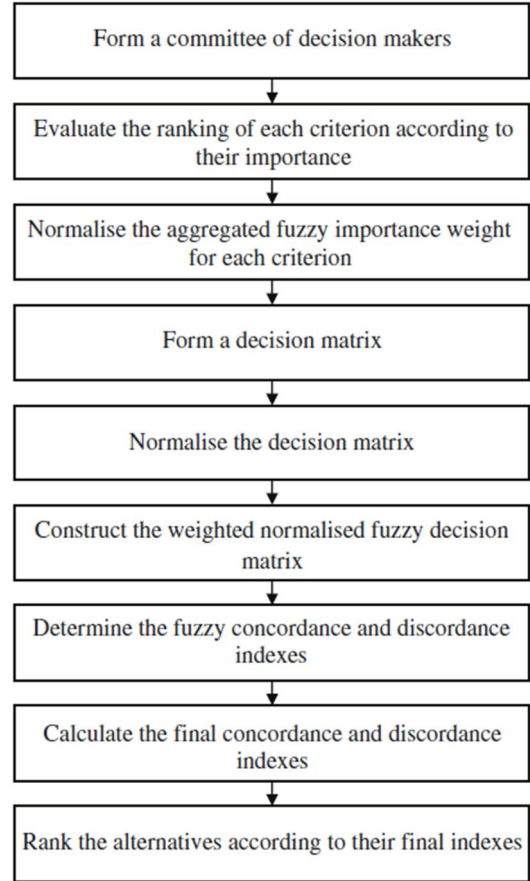 Form a committee of decision makers
Evaluate the ranking of each criterion according to
their importance
Normalise the aggregated fuzzy importance weight
for each criterion
Form a decision matrix
Normalise the decision matrix
Construct the weighted normalised fuzzy decision
matrix
Determine the fuzzy concordance and discordance
indexes
Calculate the final concordance and discordance
indexes
Rank the alternatives according to their final indexes